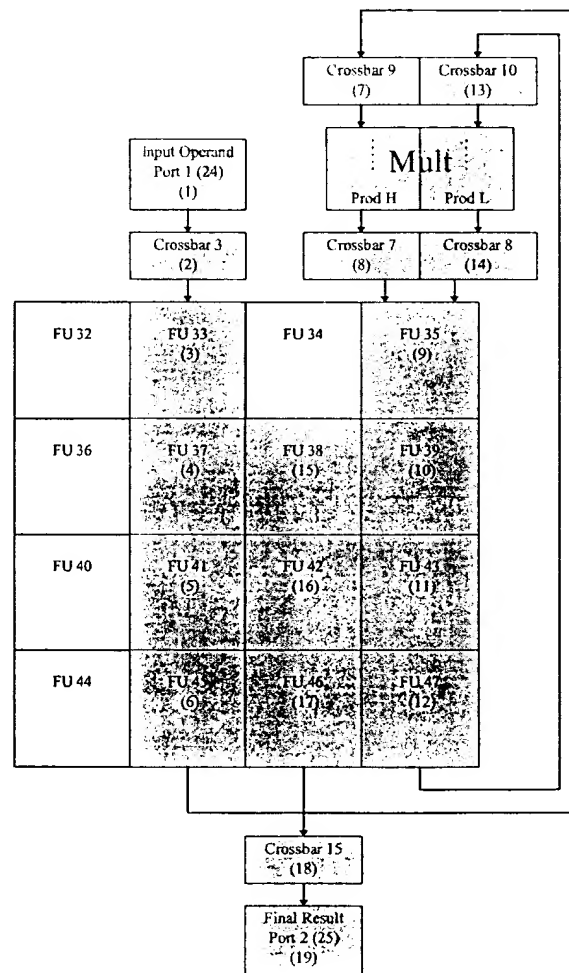 Crossbar 9
(7)
Crossbar 10
(13)
Mult
Prod H
Prod L
Input Operand
Port 1 (24)
(1)
Crossbar 3
(2)
Crossbar 7
(8)
Crossbar 8
(14)
FU 32
FU 33
(3)
FU 34
FU 35
(9)
FU 36
FU 37
(4)
FU 38
(15)
FU 39
(10)
FU 40
FU 41
(5)
FU 42
(16)
FU 43
(11)
FU 44
FU 45
(6)
FU 46
(17)
FU 47
(12)
Crossbar 15
(18)
Final Result
Port 2 (25)
(19)